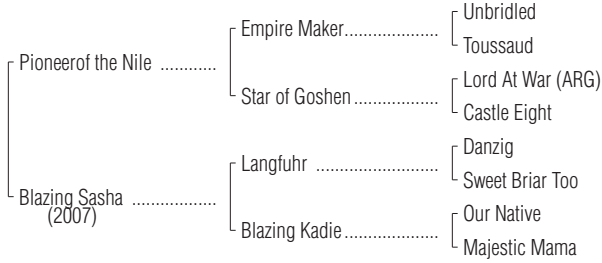 Unbridled
Empire Maker....................
Toussaud
Pioneerof the Nile ............
Lord At War (ARG)
Star of Goshen..................
Castle Eight
Danzig
Langfuhr ..........................
Sweet Briar Too
Blazing Sasha ..................
(2007)
Our Native
Blazing Kadie....................
Majestic Mama